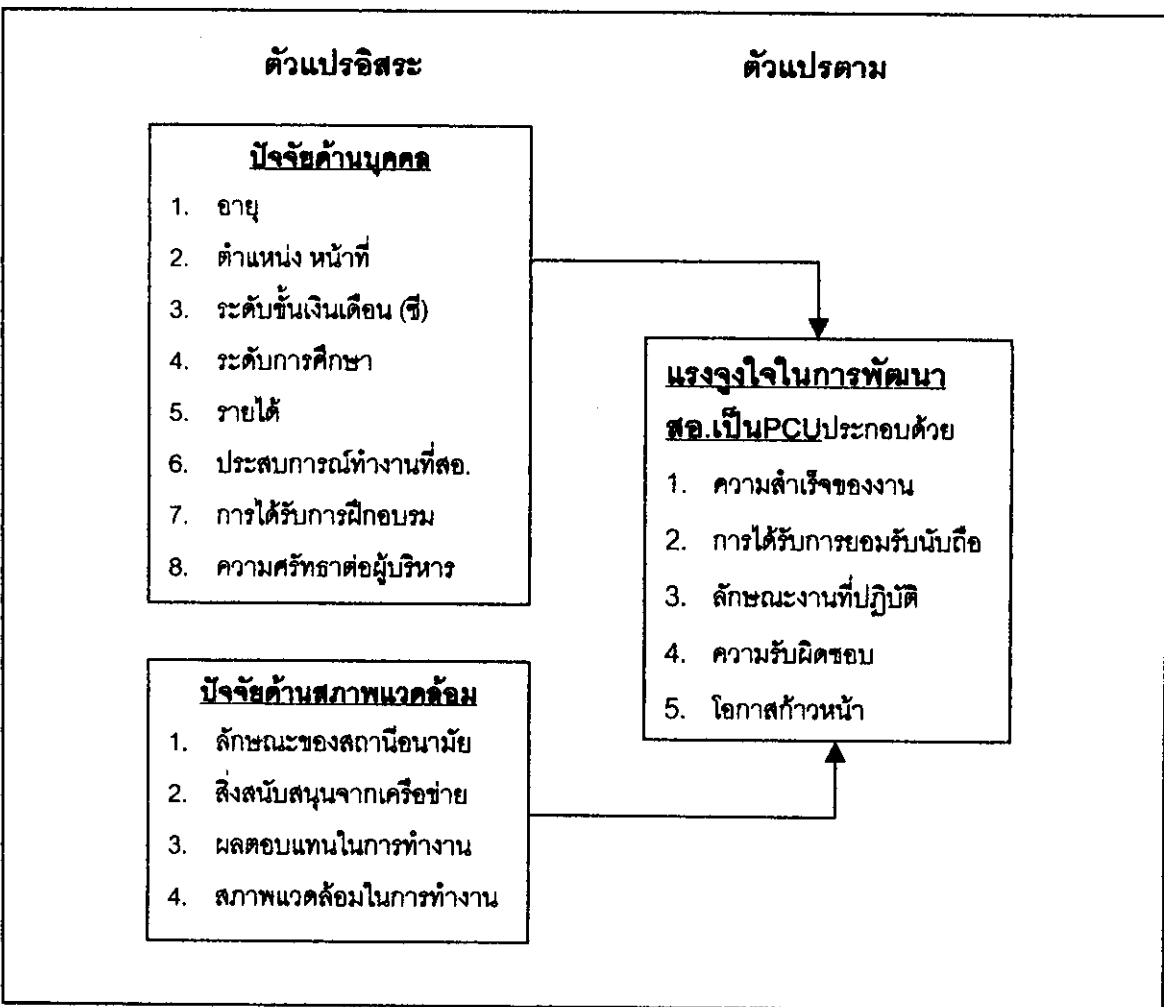 ตัวแปรอิสระ
ตัวแปรตาม
ปัจจัยด้านบุคคล
1. อายุ
2. ตำแหน่ง หน้าที่
3. ระดับขั้นเงินเดือน (ซี)
4. ระดับการศึกษา
5. รายได้
6. ประสบการณ์ทำงานที่สอ.
7. การได้รับการฝึกอบรม
8. ความศรัทธาต่อผู้บริหาร
ปัจจัยด้านสภาพแวดล้อม
1. ลักษณะของสถานีอนามัย
2. สิ่งสนับสนุนจากเครือข่าย
3. ผลตอบแทนในการทำงาน
4. สภาพแวดล้อมในการทำงาน
แรงจูงใจในการพัฒนา
สอ.เป็นPCUประกอบด้วย
1. ความสำเร็จของงาน
2. การได้รับการยอมรับนับถือ
3. ลักษณะงานที่ปฏิบัติ
4. ความรับผิดชอบ
5. โอกาสก้าวหน้า